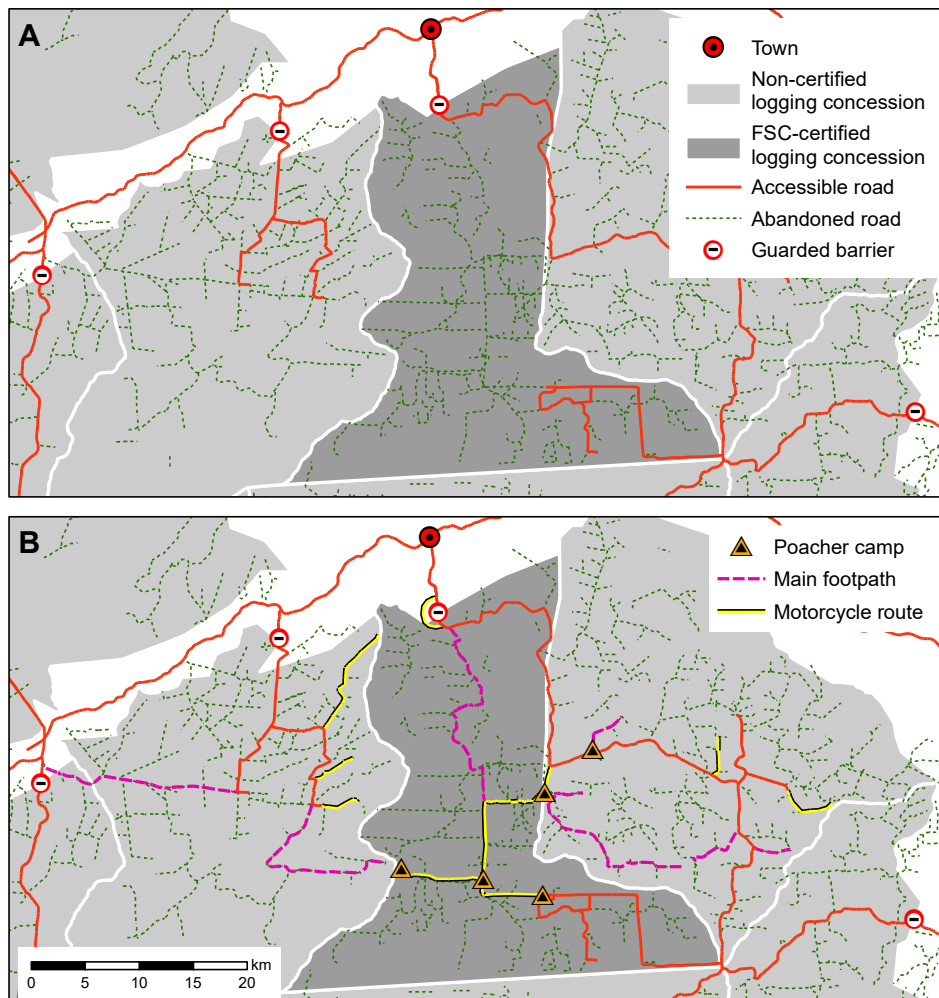 A
Town
Non-certified
logging concession
FSC-certified
logging concession
Accessible road
Abandoned road
Guarded barrier
B
Poacher camp
Main footpath
Motorcycle route
km
0 5 10 15 20